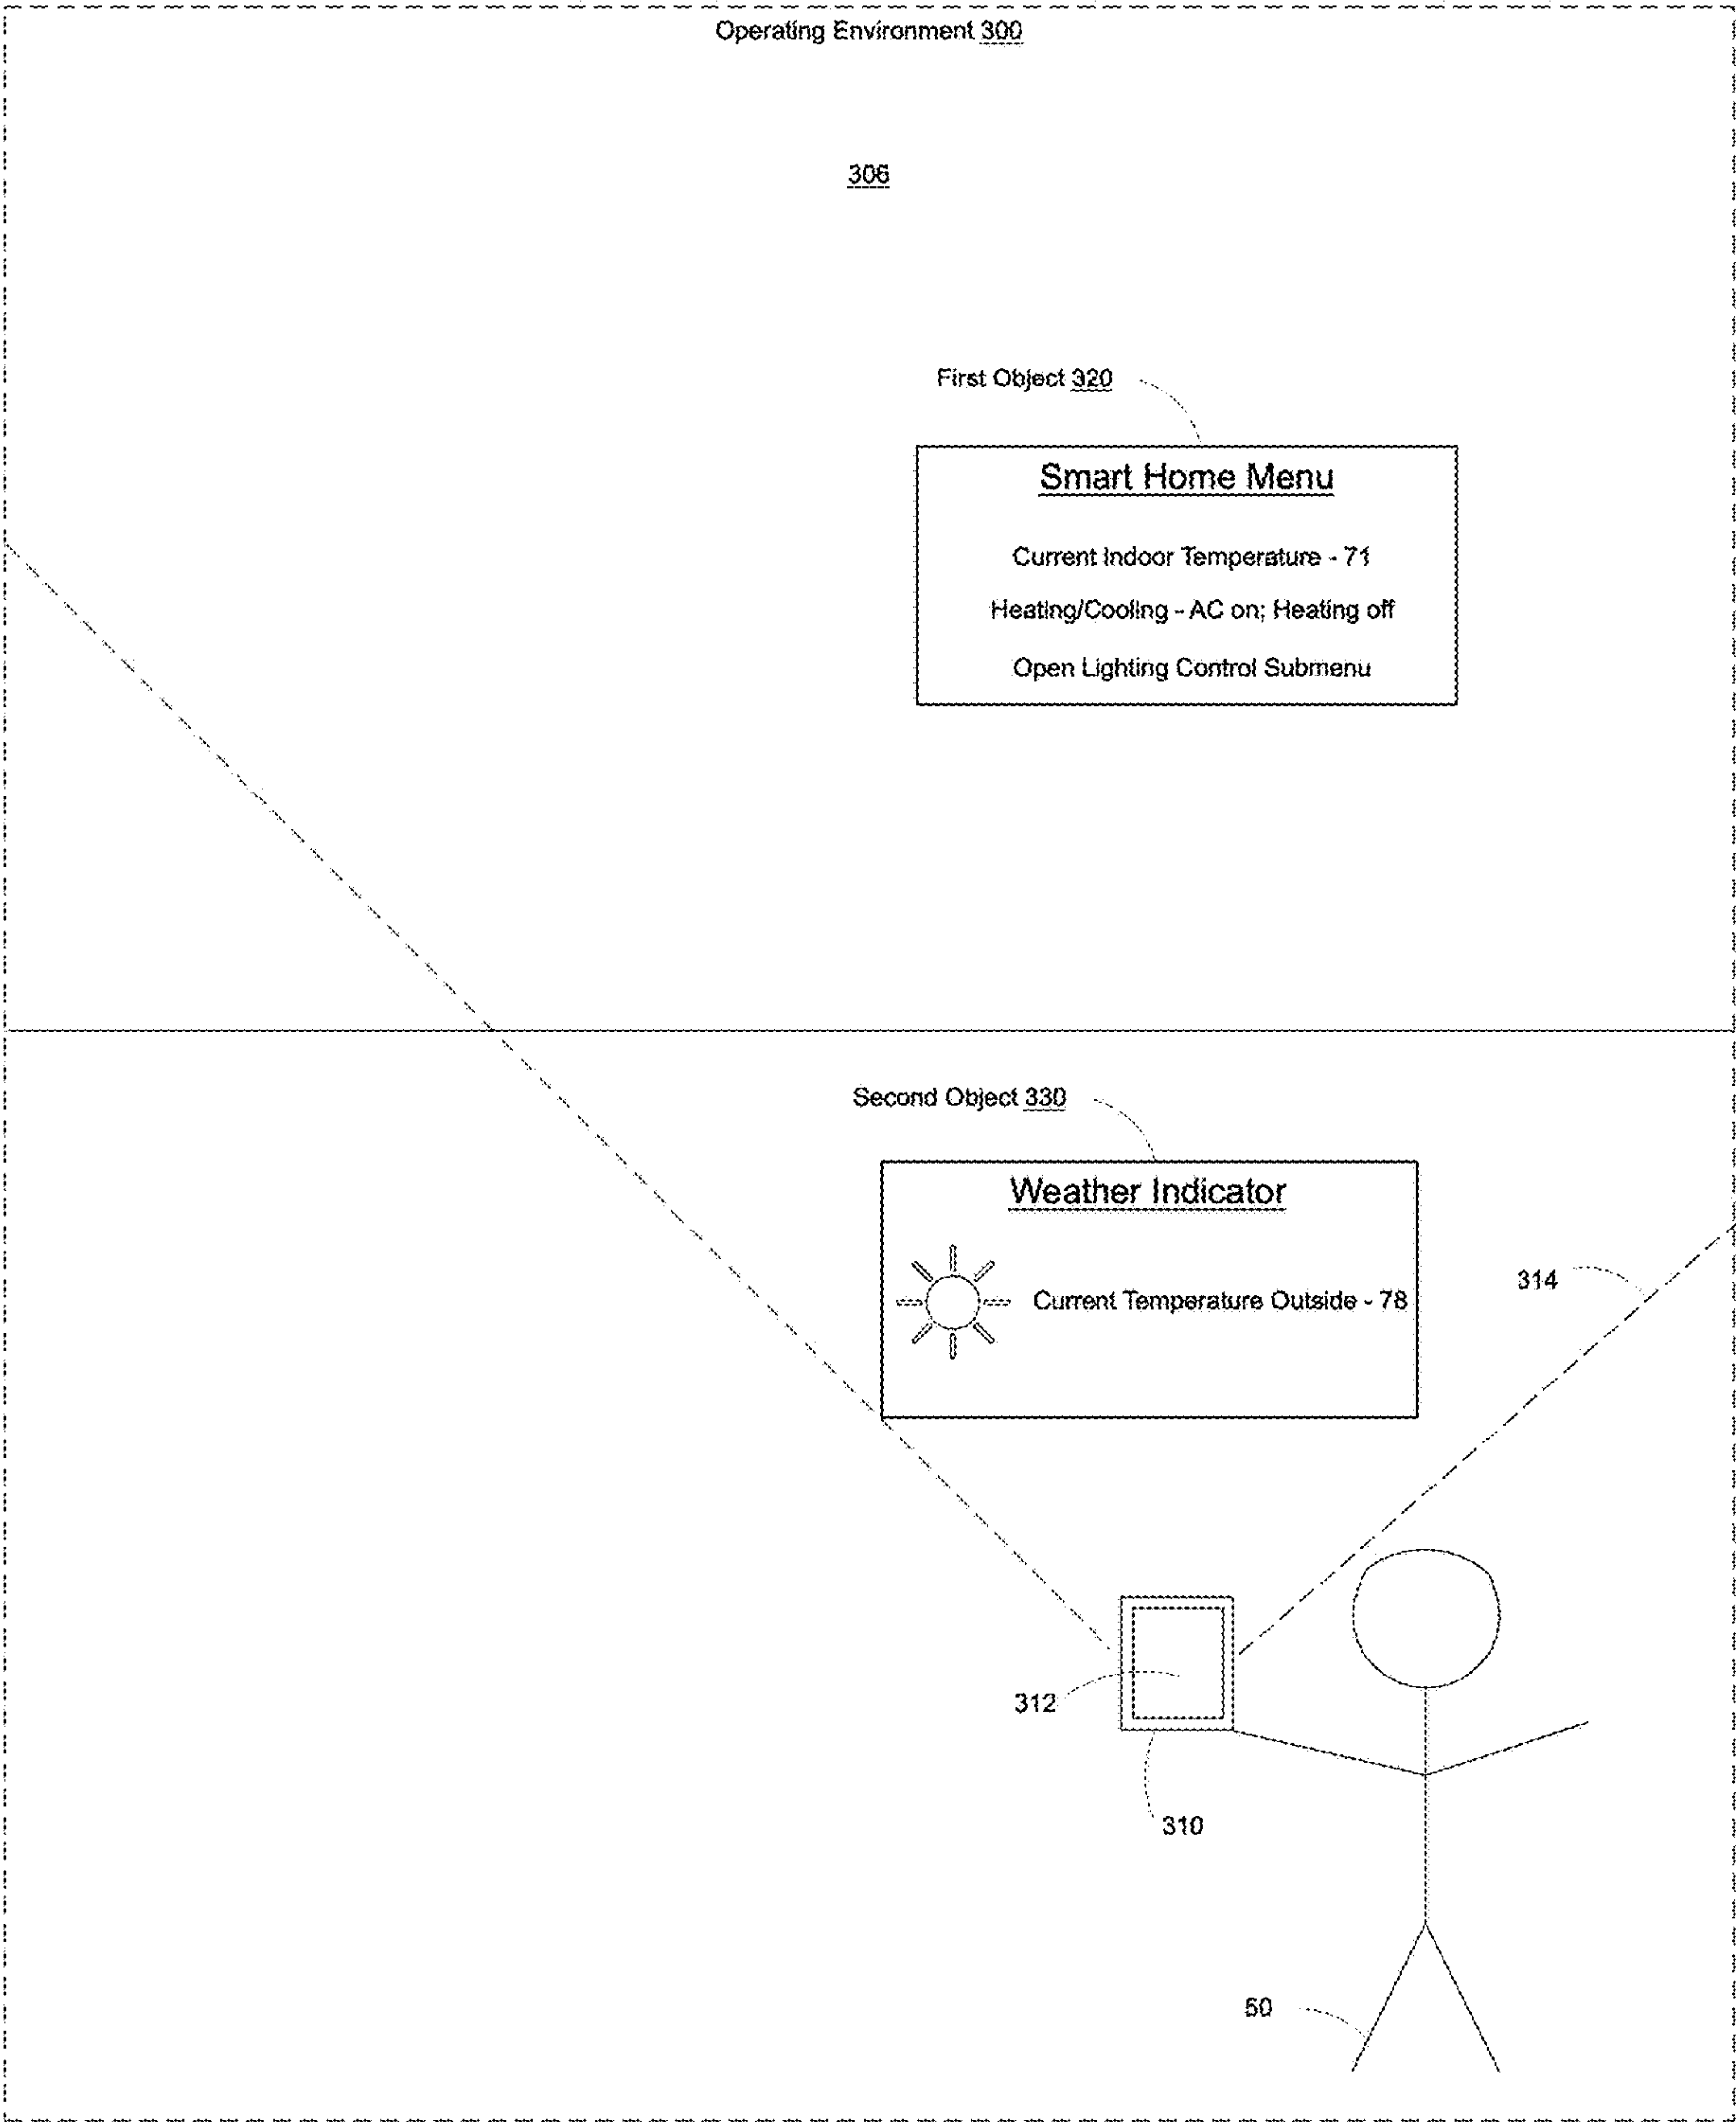 Operating Environment 300
306
First Object 320
Smart Home Menu
Current Indoor Temperature - 71
Heating/Cooling - AC on; Heating off
Open Lighting Control Submenu
Second Object 330
Weather Indicator
314
Current Temperature Outside - 78
312
310
50